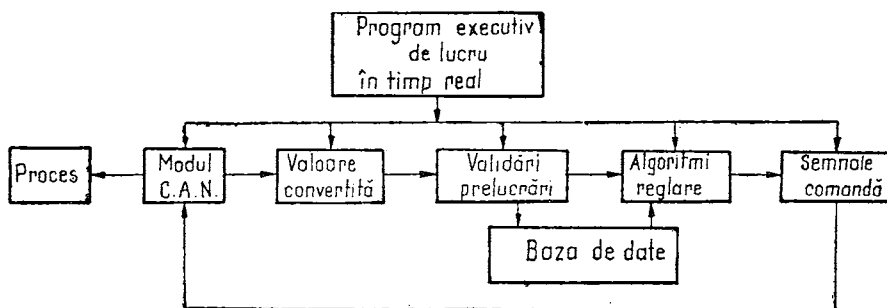 Program executiv
de lucru
în timp real
Proces
Modul
C.A.N.
Valoare
convertită
Validări
prelucrări
Algoritmi
reglare
Semnale
comandă
Baza de date